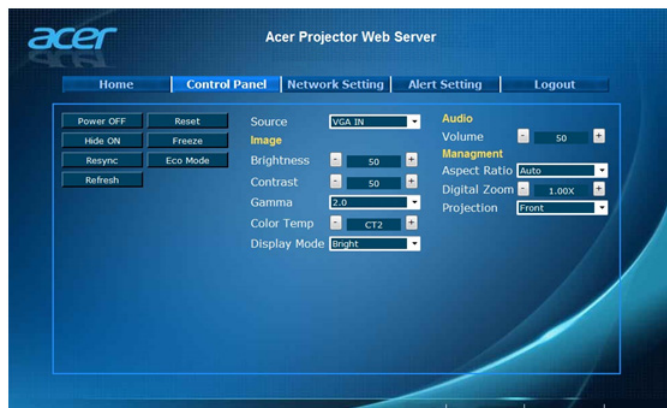 acer
Acer Projector Web Server
Home Control Panel Network Setting Alert Setting Logout
Power OFF Reset
Hide ON Freeze
Resync Eco Mode
Refresh
Source VGA IN
Image
Brightness - 50 +
Contrast - 50 +
Gamma 2.0
Color Temp - CT2 +
Display Mode Bright
Audio
Volume - 50 +
Managment
Aspect Ratio Auto
Digital Zoom - 1.00X +
Projection Front